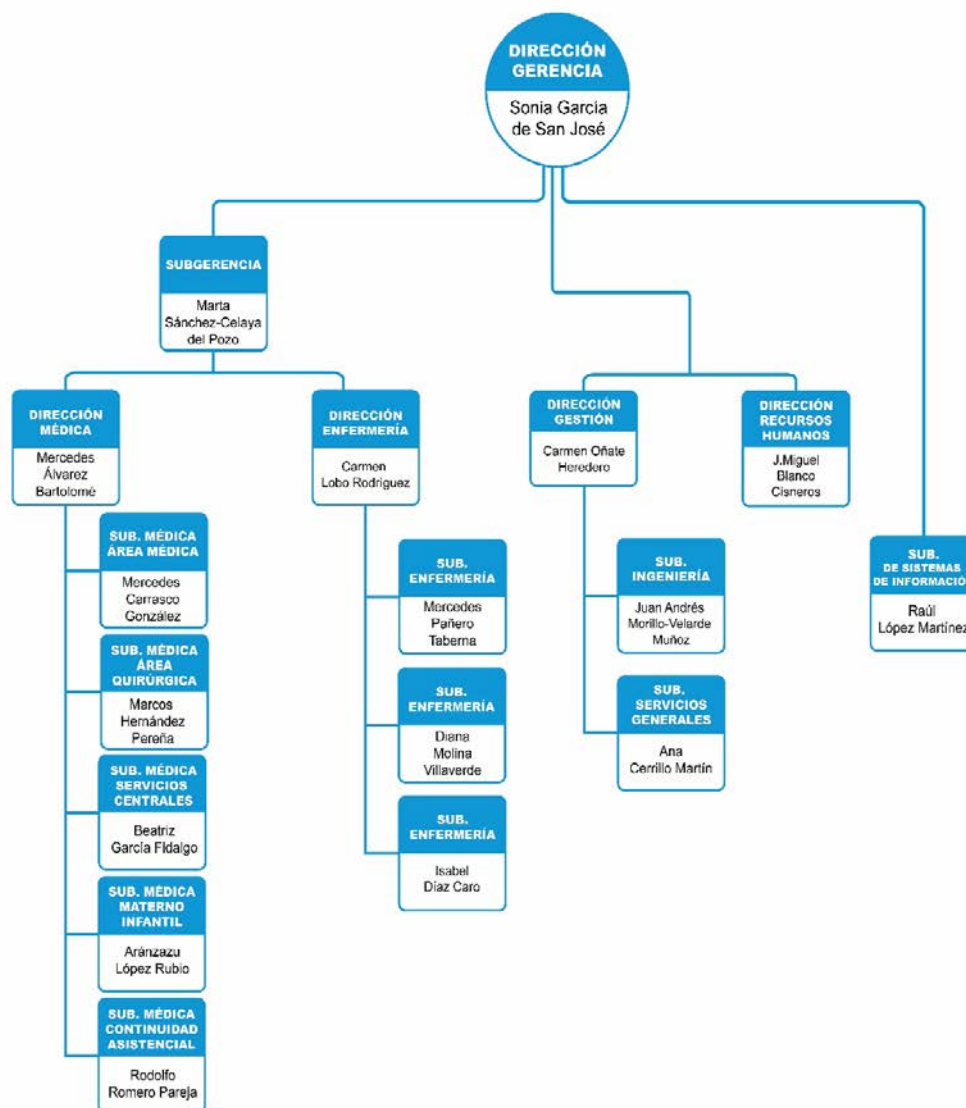 DIRECCIÓN
GERENCIA
Sonia García
de San José
SUBGERENCIA
Marta
Sánchez-Celaya
del Pozo
DIRECCIÓN
MÉDICA
Mercedes
Álvarez
Bartolomé
DIRECCIÓN
ENFERMERÍA
Carmen
Lobo Rodriguez
DIRECCIÓN
GESTIÓN
Carmen Oñate
Heredero
DIRECCIÓN
RECURSOS
HUMANOS
J.Miguel
Blanco
Cisneros
SUB. MÉDICA
ÁREA MÉDICA
Mercedes
Carrasco
González
SUB. MÉDICA
ÁREA
QUIRÚRGICA
Marcos
Hernández
Pereña
SUB. MÉDICA
SERVICIOS
CENTRALES
Beatriz
García Fidalgo
SUB. MÉDICA
MATERNO
INFANTIL
Aránzazu
López Rubio
SUB. MÉDICA
CONTINUIDAD
ASISTENCIAL
Rodolfo
Romero Pareja
SUB.
ENFERMERÍA
Mercedes
Pañero
Taberna
SUB.
ENFERMERÍA
Diana
Molina
Villaverde
SUB.
ENFERMERÍA
Isabel
Díaz Caro
SUB.
INGENIERÍA
Juan Andrés
Morillo-Velarde
Muñoz
SUB.
SERVICIOS
GENERALES
Ana
Cerrillo Martín
SUB.
DE SISTEMAS
DE INFORMACIÓN
Raúl
López Martínez